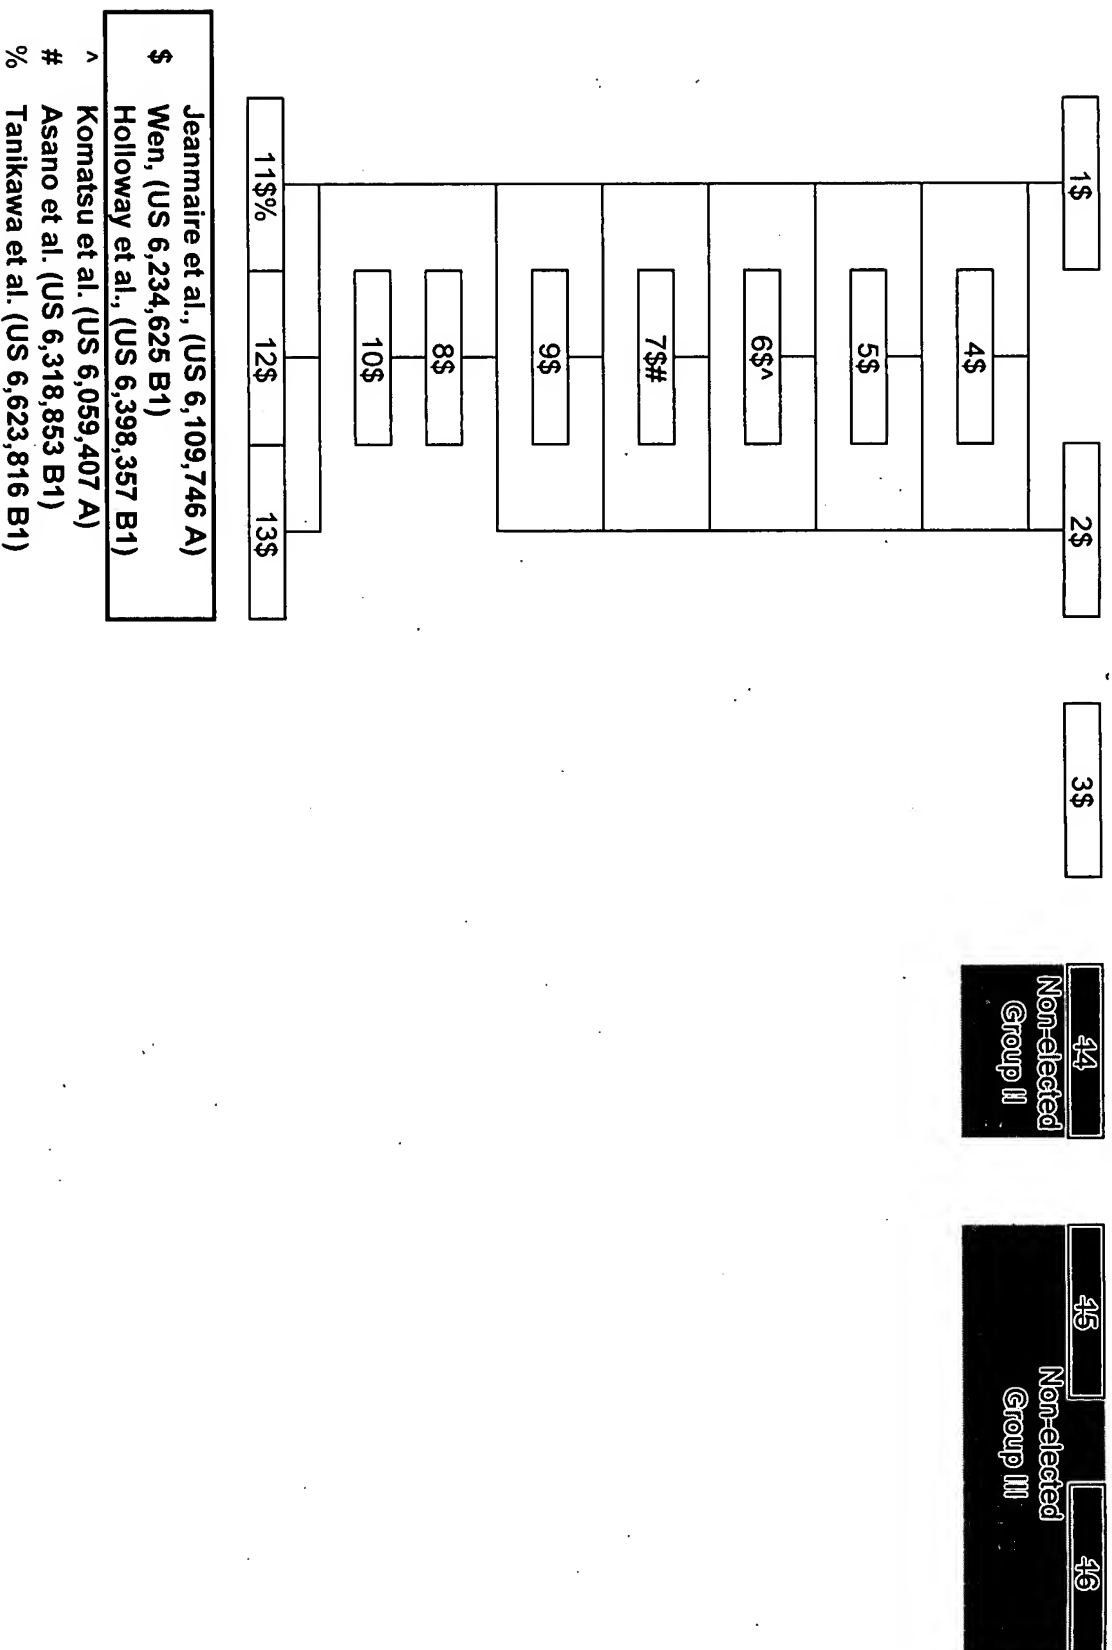 1$ 2$ 3$ 14 15 16
Non-elected Non-elected
Group II Group III
4$
5$
6$^
7$#
9$
8$
10$
11$% 12$ 13$
Jeanmaire et al., (US 6,109,746 A)
$ Wen, (US 6,234,625 B1)
Holloway et al., (US 6,398,357 B1)
^ Komatsu et al. (US 6,059,407 A)
# Asano et al. (US 6,318,853 B1)
% Tanikawa et al. (US 6,623,816 B1)